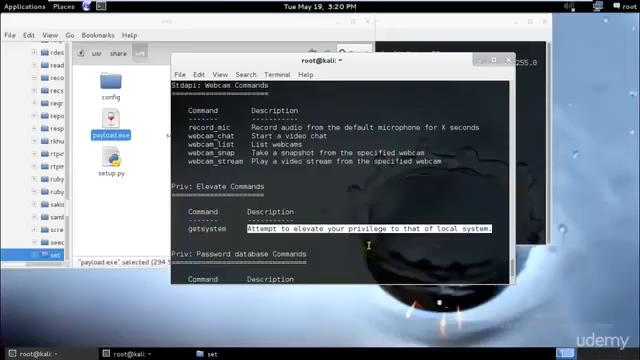 Applications Places
Tue May 19, 3:20 PM
root
set
File Edit View Go Bookmarks Help
usr share set
Search
root@kali: ~
File Edit View Search Terminal Help
255.0
config
payload.exe
setup.py
set
"payload.exe" selected (294.
Stdapi: Webcam Commands
=======================
Command Description
------- -----------
record_mic Record audio from the default microphone for X seconds
webcam_chat Start a video chat
webcam_list List webcams
webcam_snap Take a snapshot from the specified webcam
webcam_stream Play a video stream from the specified webcam
Priv: Elevate Commands
======================
Command Description
------- -----------
getsystem Attempt to elevate your privilege to that of local system.
Priv: Password database Commands
================================
Command Description
udemy
root@kali: ~
root@kali: ~
set